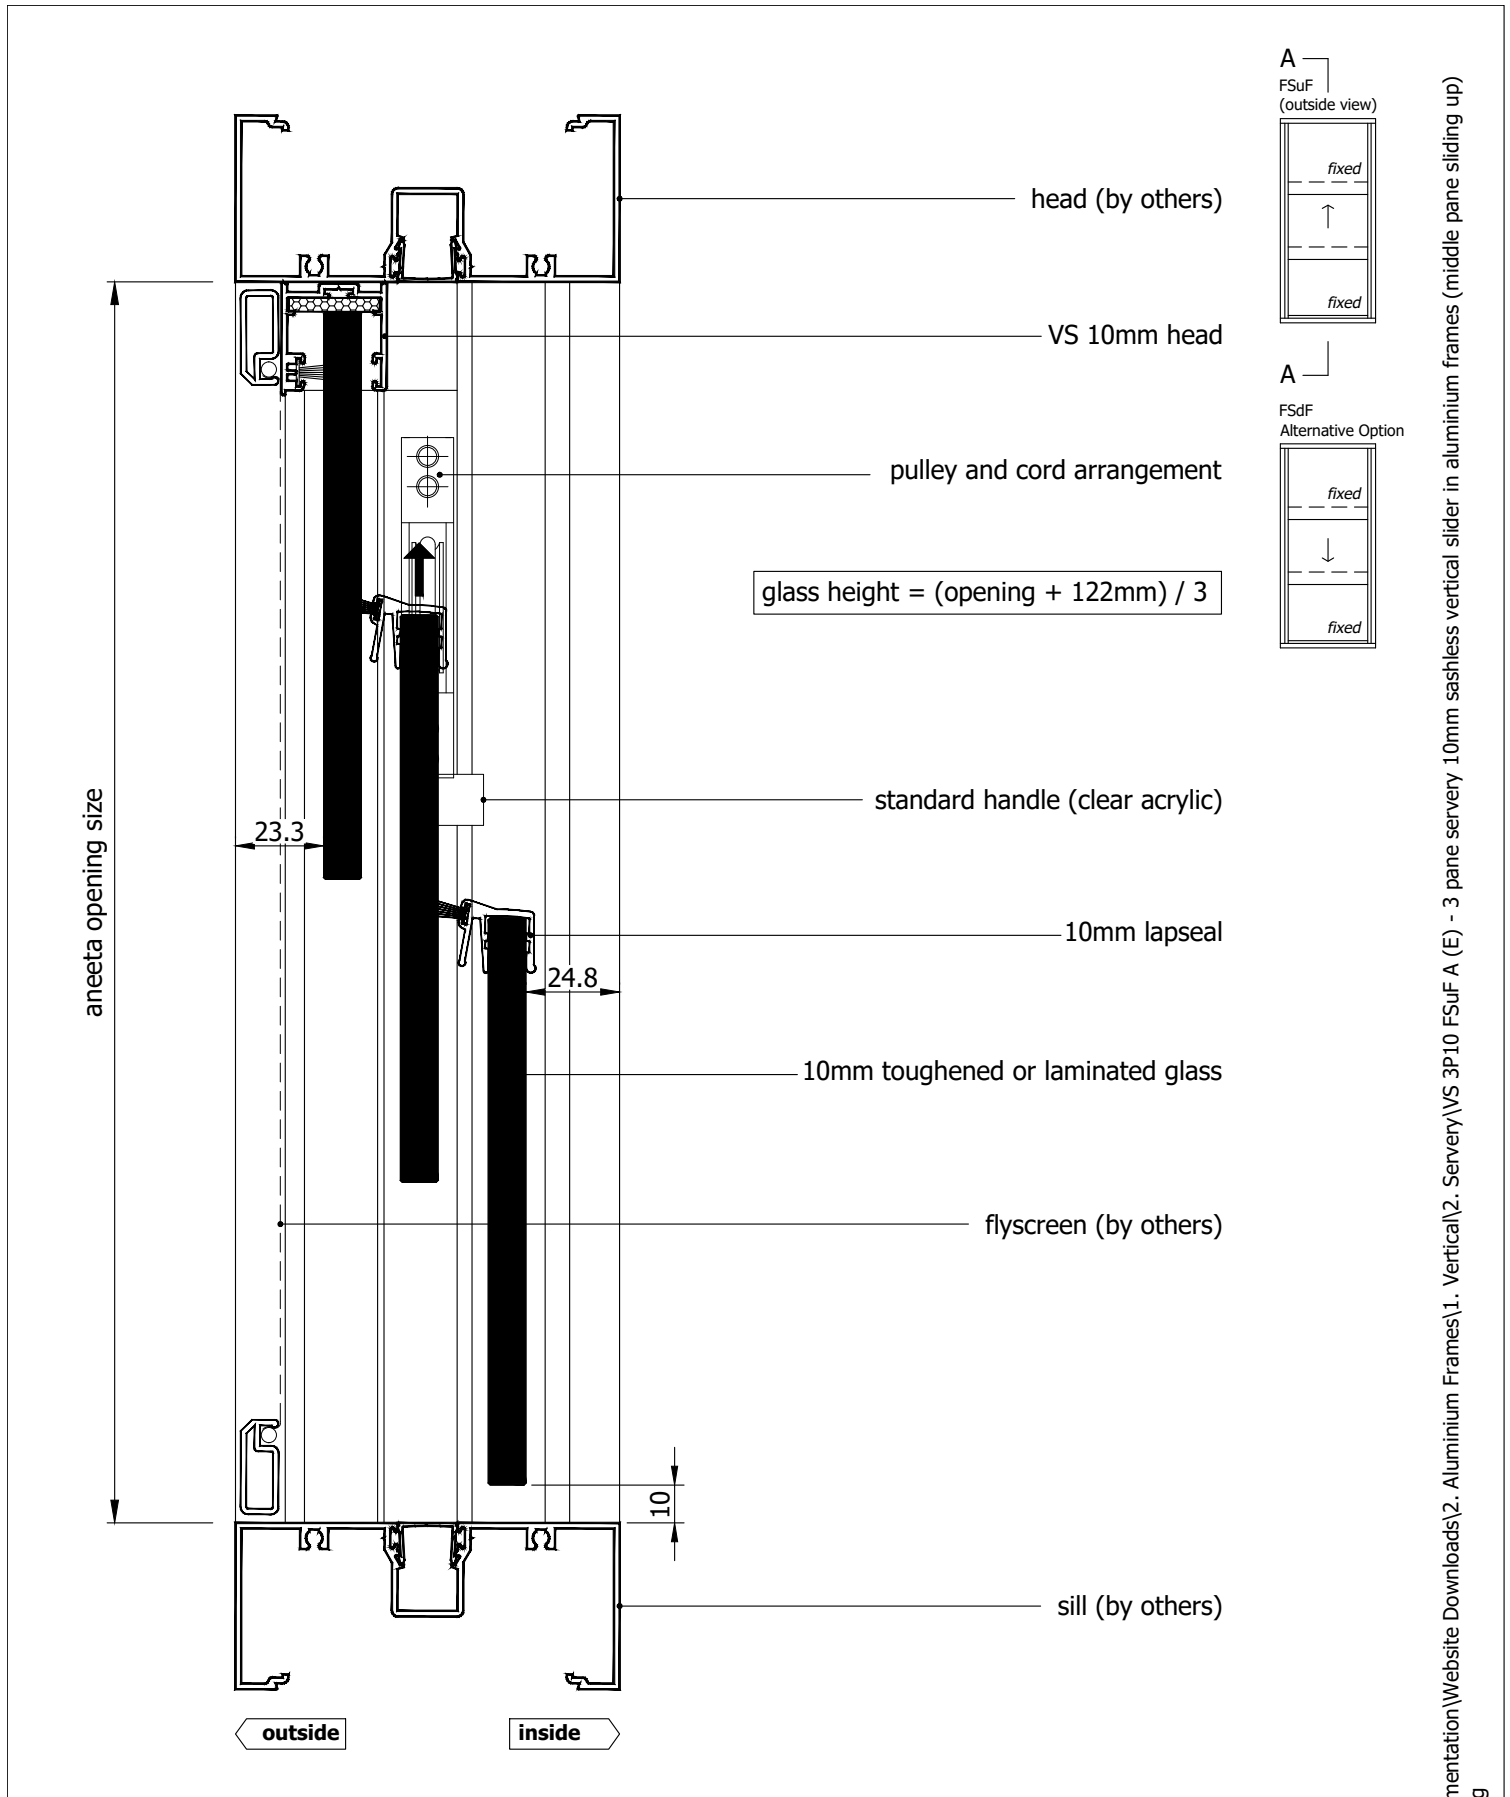 A
FSuF
(outside view)
fixed
fixed
A
FSdF
Alternative Option
fixed
fixed
head (by others)
VS 10mm head
pulley and cord arrangement
glass height = (opening + 122mm) / 3
standard handle (clear acrylic)
23.3
aneeta opening size
10mm lapseal
24.8
10mm toughened or laminated glass
flyscreen (by others)
10
sill (by others)
outside
inside
mentation\Website Downloads\2. Aluminium Frames\1. Vertical\2. Servery\VS 3P10 FSuF A (E) - 3 pane servery 10mm sashless vertical slider in aluminium frames (middle pane sliding up)
g